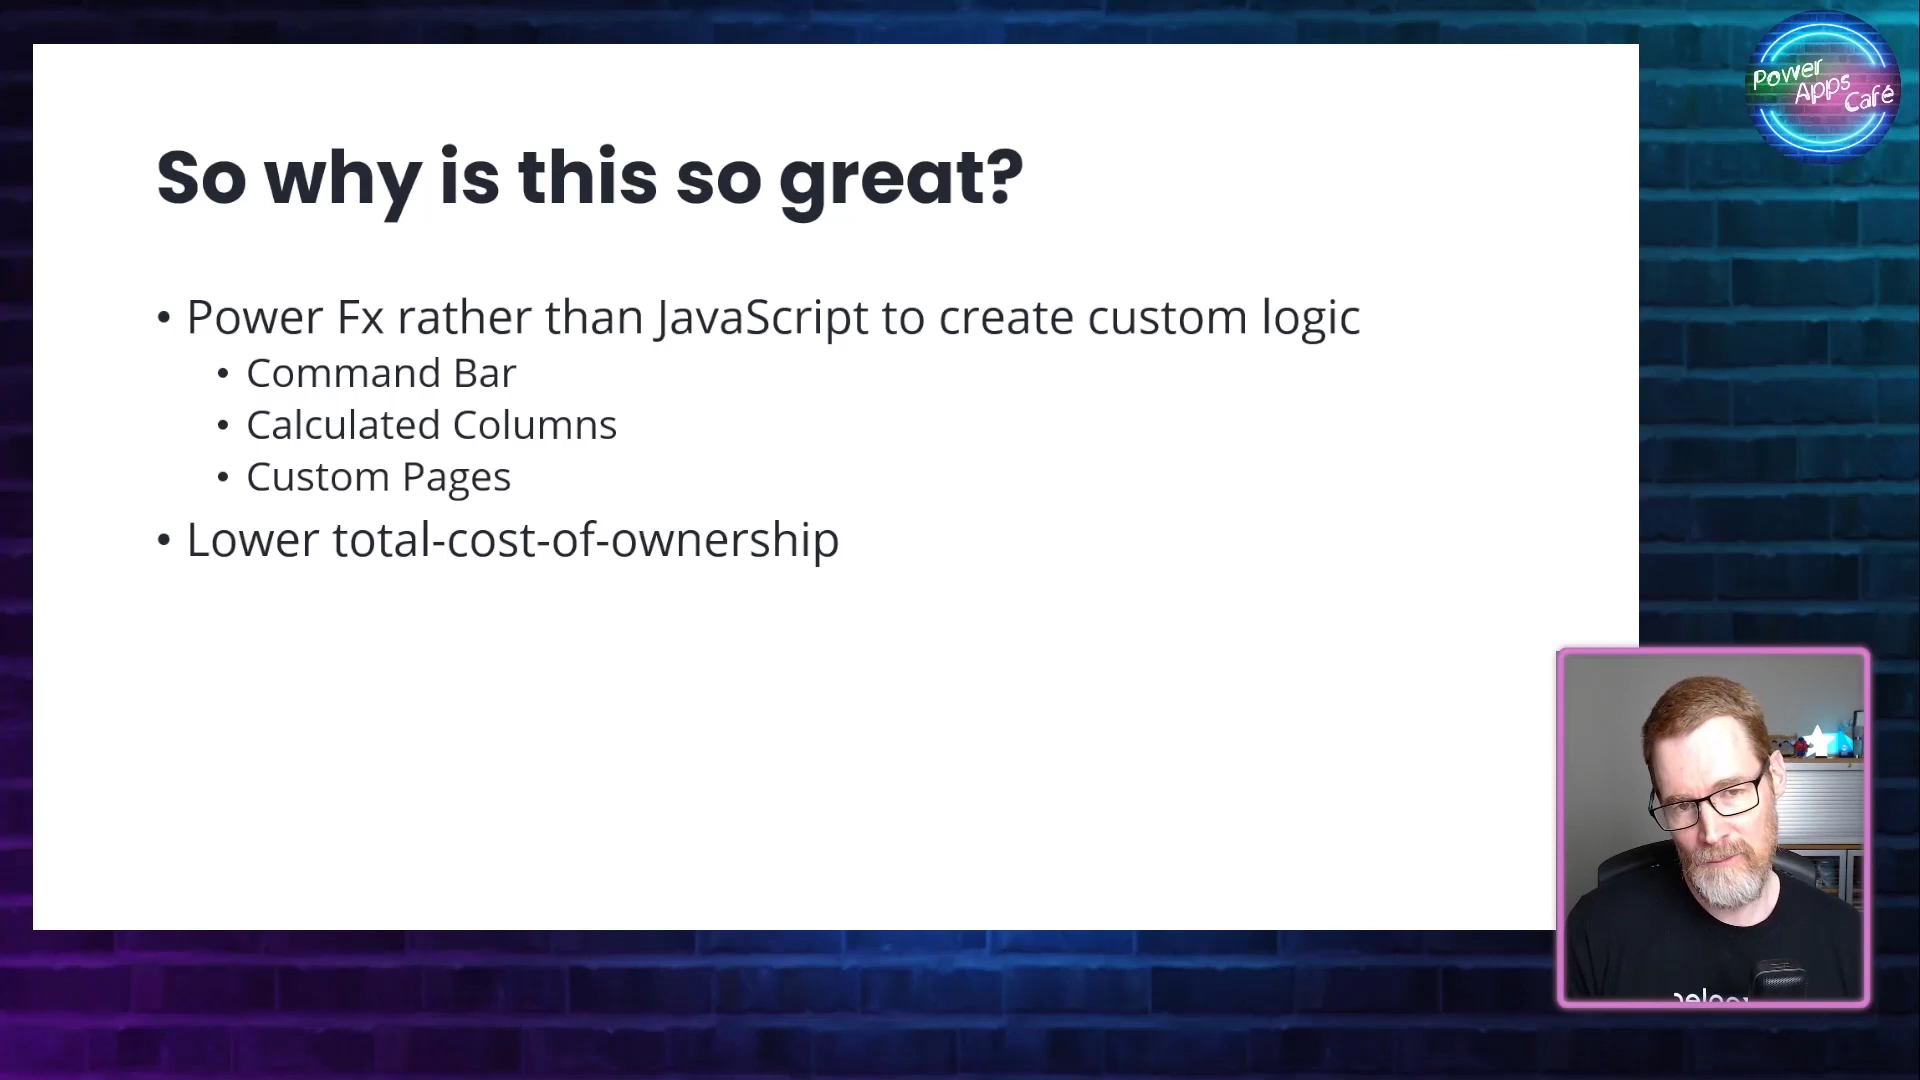 So why is this so great?
• Power Fx rather than JavaScript to create custom logic
• Command Bar
• Calculated Columns
• Custom Pages
• Lower total-cost-of-ownership
Power
Apps
Café